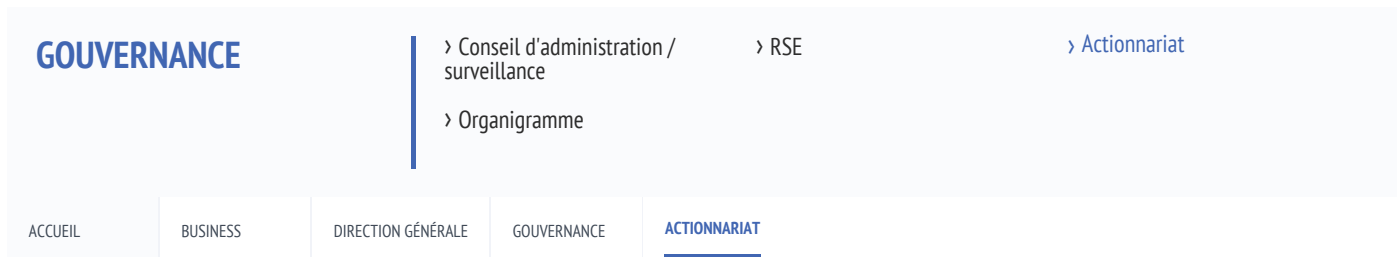 GOUVERNANCE
› Conseil d'administration /
surveillance
› Organigramme
› RSE
› Actionnariat
ACCUEIL
BUSINESS
DIRECTION GÉNÉRALE
GOUVERNANCE
ACTIONNARIAT